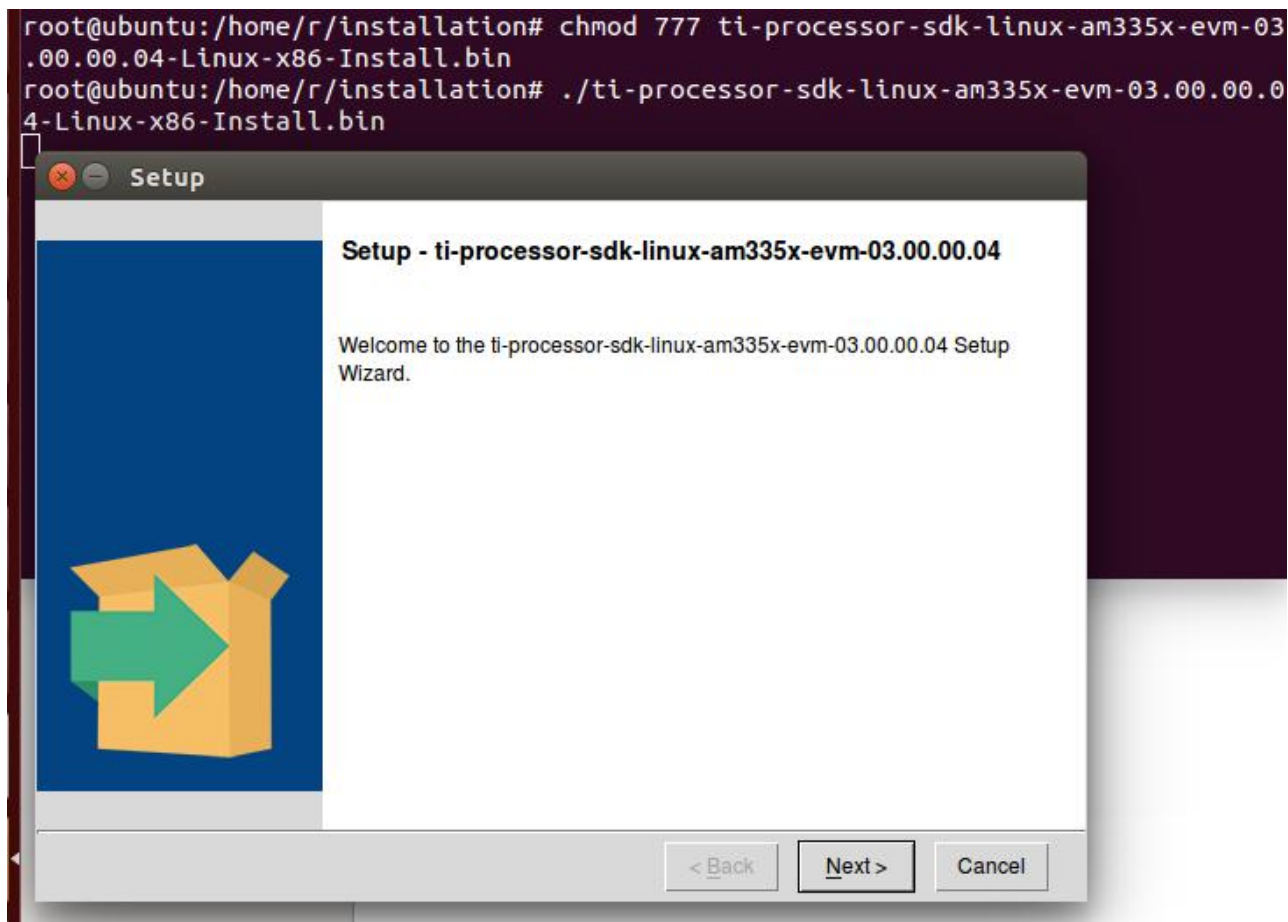 root@ubuntu:/home/r/installation# chmod 777 ti-processor-sdk-linux-am335x-evm-03
.00.00.04-Linux-x86-Install.bin
root@ubuntu:/home/r/installation# ./ti-processor-sdk-linux-am335x-evm-03.00.00.0
4-Linux-x86-Install.bin
Setup
Setup - ti-processor-sdk-linux-am335x-evm-03.00.00.04
Welcome to the ti-processor-sdk-linux-am335x-evm-03.00.00.04 Setup
Wizard.
< Back
Next >
Cancel